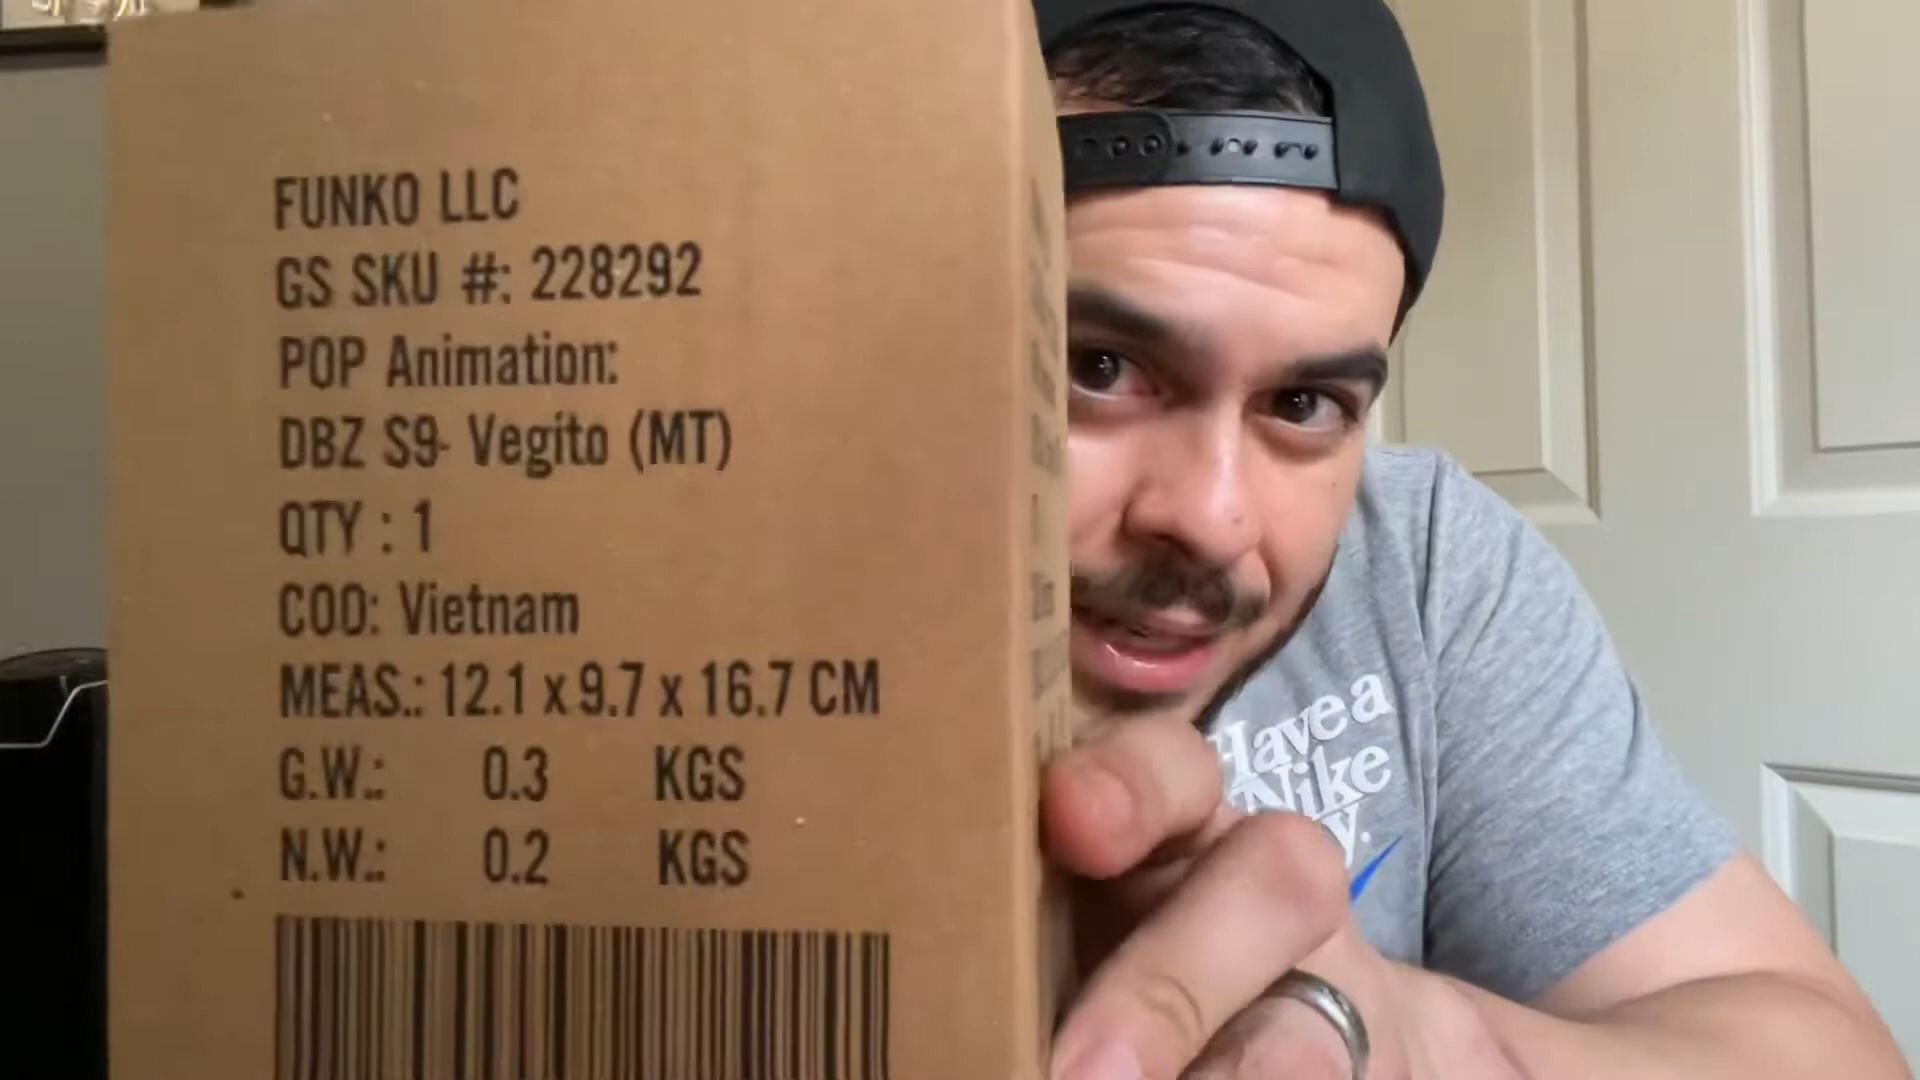 FUNKO LLC
GS SKU #: 228292
POP Animation:
DBZ S9- Vegito (MT)
QTY : 1
COO: Vietnam
MEAS.: 12.1 x 9.7 x 16.7 CM
G.W.: 0.3 KGS
N.W.: 0.2 KGS
Have a
Nike